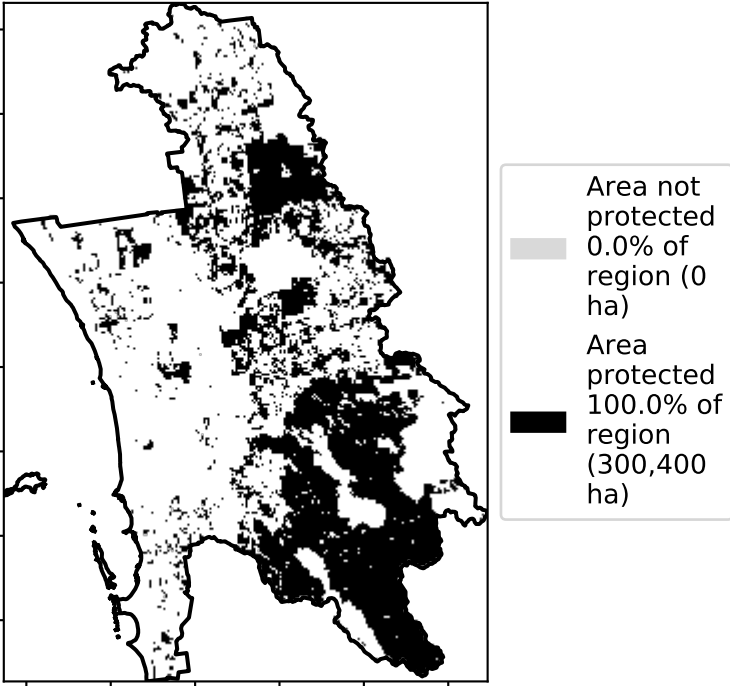 Area not
protected
0.0% of
region (0
ha)
Area
protected
100.0% of
region
(300,400
ha)